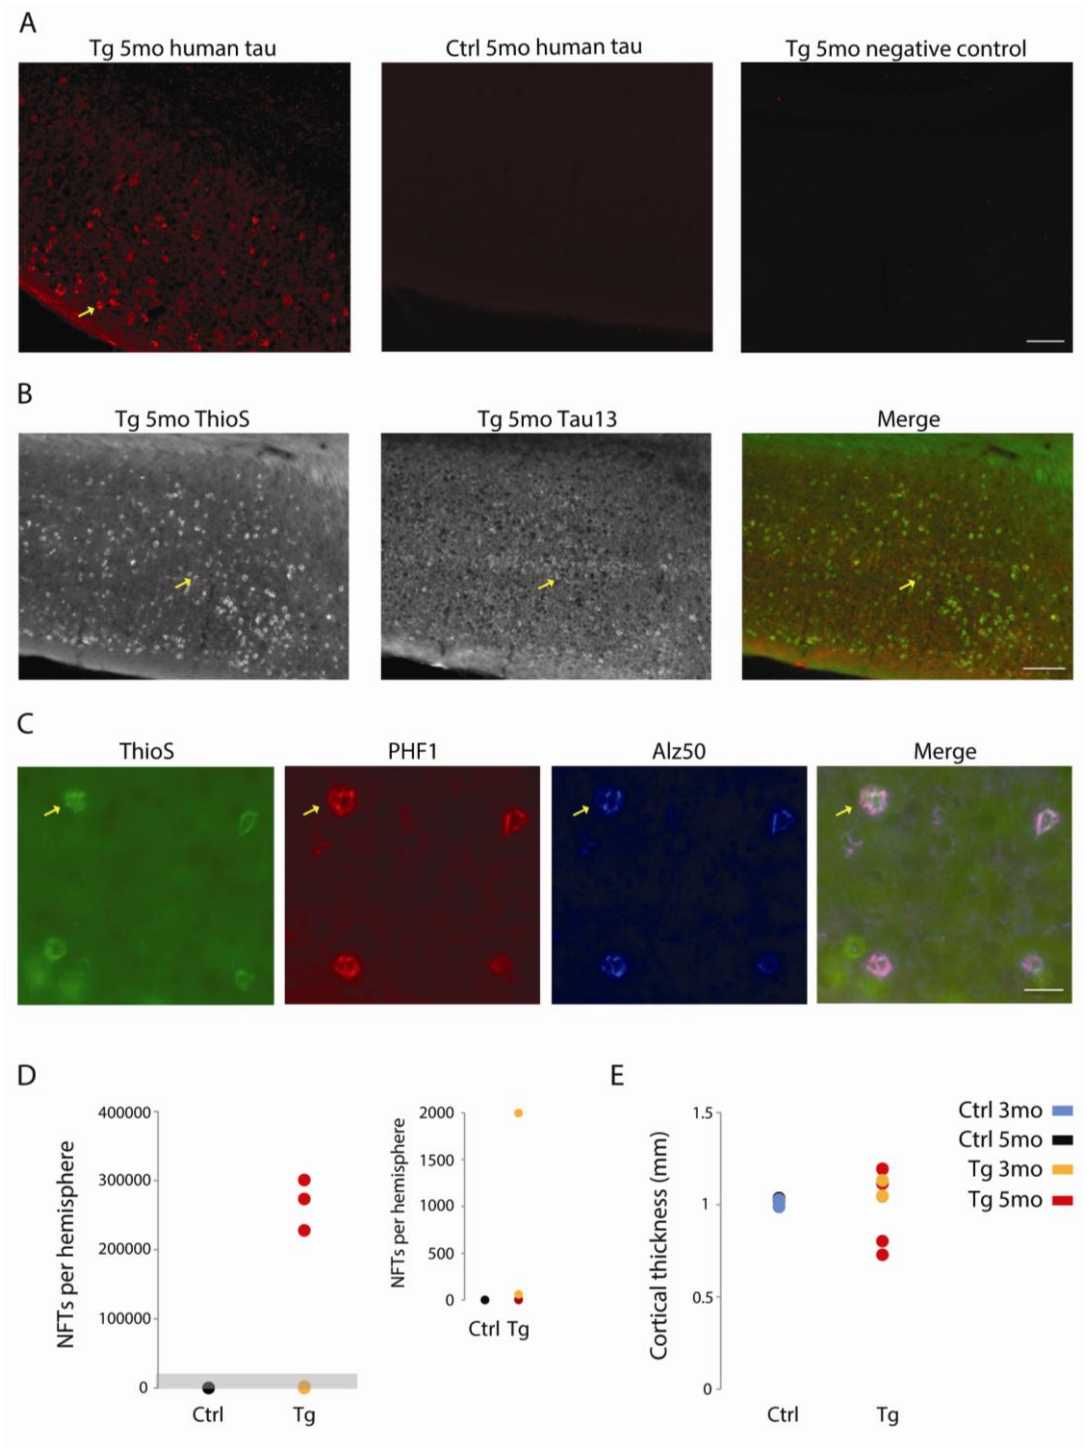 A
Tg 5mo human tau
Ctrl 5mo human tau
Tg 5mo negative control
B
Tg 5mo ThioS
Tg 5mo Tau13
Merge
C
ThioS
PHF1
Alz50
Merge
D
NFTs per hemisphere
400000
300000
200000
100000
0
Ctrl
Tg
NFTs per hemisphere
2000
1500
1000
500
0
Ctrl Tg
E
Cortical thickness (mm)
1.5
1
0.5
0
Ctrl
Tg
Ctrl 3mo
Ctrl 5mo
Tg 3mo
Tg 5mo